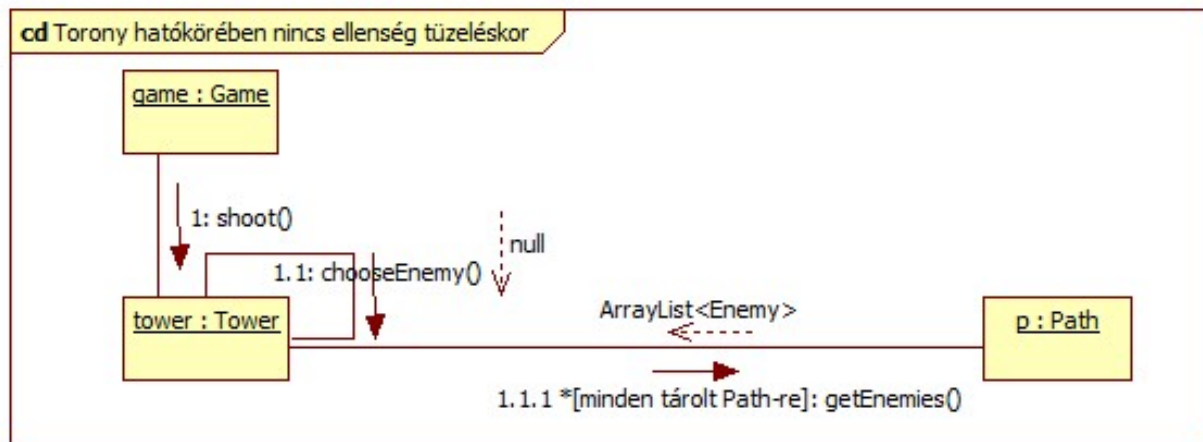 cd Torony hatókörében nincs ellenség tüzeléskor
game : Game
1: shoot()
null
1.1: chooseEnemy()
ArrayList<Enemy>
tower : Tower
p : Path
1.1.1 *[minden tárolt Path-re]: getEnemies()